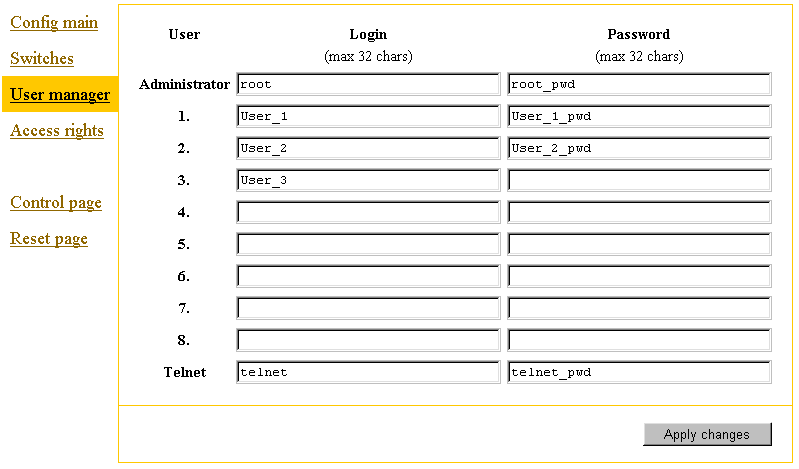 Config main
Switches
User manager
Access rights
Control page
Reset page
User Login Password
(max 32 chars) (max 32 chars)
Administrator root root_pwd
1. User_1 User_1_pwd
2. User_2 User_2_pwd
3. User_3
4.
5.
6.
7.
8.
Telnet telnet telnet_pwd
Apply changes